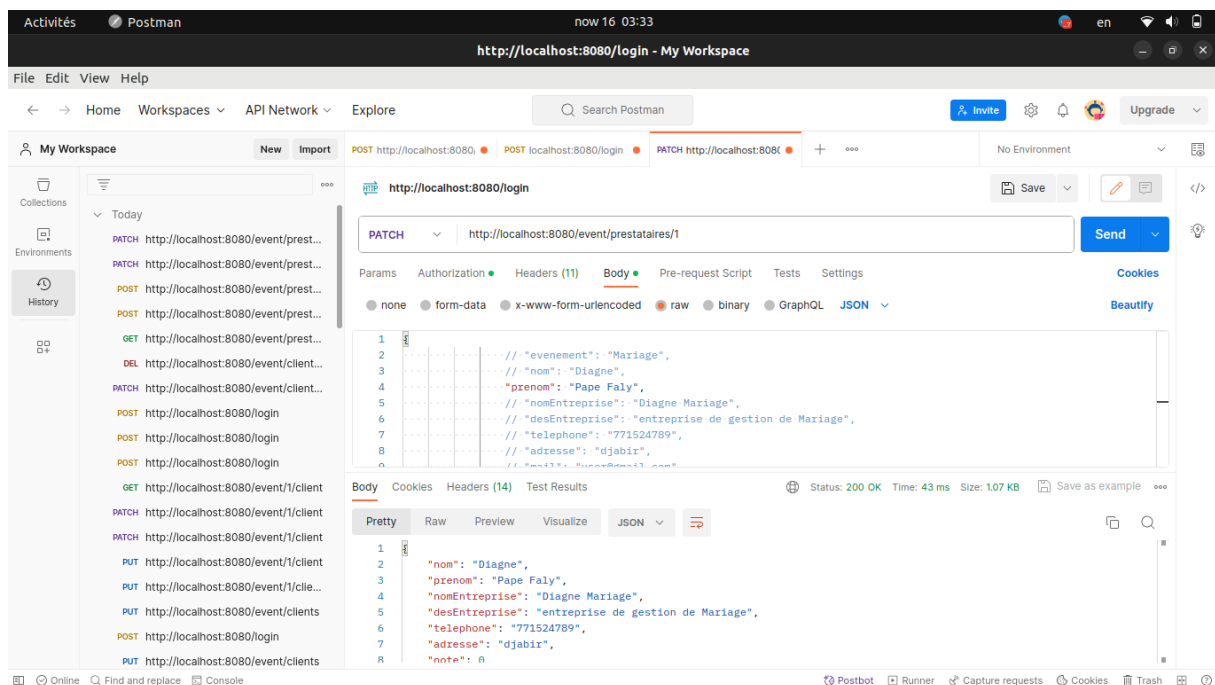 Activités Postman now 16 03:33 en
http://localhost:8080/login - My Workspace
File Edit View Help
Home Workspaces API Network Explore Search Postman Invite Upgrade
My Workspace New Import
POST http://localhost:8080/ POST localhost:8080/login PATCH http://localhost:8080 No Environment
Collections
Environments
History
Today
PATCH http://localhost:8080/event/prest...
PATCH http://localhost:8080/event/prest...
POST http://localhost:8080/event/prest...
POST http://localhost:8080/event/prest...
GET http://localhost:8080/event/prest...
DEL http://localhost:8080/event/client...
PATCH http://localhost:8080/event/client...
POST http://localhost:8080/login
POST http://localhost:8080/login
POST http://localhost:8080/login
GET http://localhost:8080/event/1/client
PATCH http://localhost:8080/event/1/client
PATCH http://localhost:8080/event/1/client
PUT http://localhost:8080/event/1/client
PUT http://localhost:8080/event/1/clie...
PUT http://localhost:8080/event/clients
POST http://localhost:8080/login
PUT http://localhost:8080/event/clients
HTTP http://localhost:8080/login Save </>
PATCH http://localhost:8080/event/prestataires/1 Send
Params Authorization Headers (11) Body Pre-request Script Tests Settings Cookies
none form-data x-www-form-urlencoded raw binary GraphQL JSON Beautify
1 {
2 // "evenement": "Mariage",
3 // "nom": "Diagne",
4 "prenom": "Pape Faly",
5 // "nomEntreprise": "Diagne Mariage",
6 // "desEntreprise": "entreprise de gestion de Mariage",
7 // "telephone": "771524789",
8 // "adresse": "djabir",
9 // "mail": "user@gmail.com"
Body Cookies Headers (14) Test Results Status: 200 OK Time: 43 ms Size: 1.07 KB Save as example
Pretty Raw Preview Visualize JSON
1 {
2 "nom": "Diagne",
3 "prenom": "Pape Faly",
4 "nomEntreprise": "Diagne Mariage",
5 "desEntreprise": "entreprise de gestion de Mariage",
6 "telephone": "771524789",
7 "adresse": "djabir",
8 "note": 0
Online Find and replace Console Postbot Runner Capture requests Cookies Trash